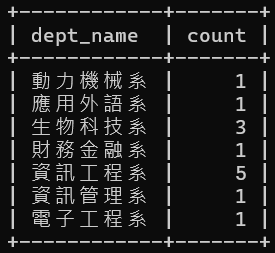 +------------+-------+
| dept_name | count |
+------------+-------+
| 動力機械系 | 1 |
| 應用外語系 | 1 |
| 生物科技系 | 3 |
| 財務金融系 | 1 |
| 資訊工程系 | 5 |
| 資訊管理系 | 1 |
| 電子工程系 | 1 |
+------------+-------+